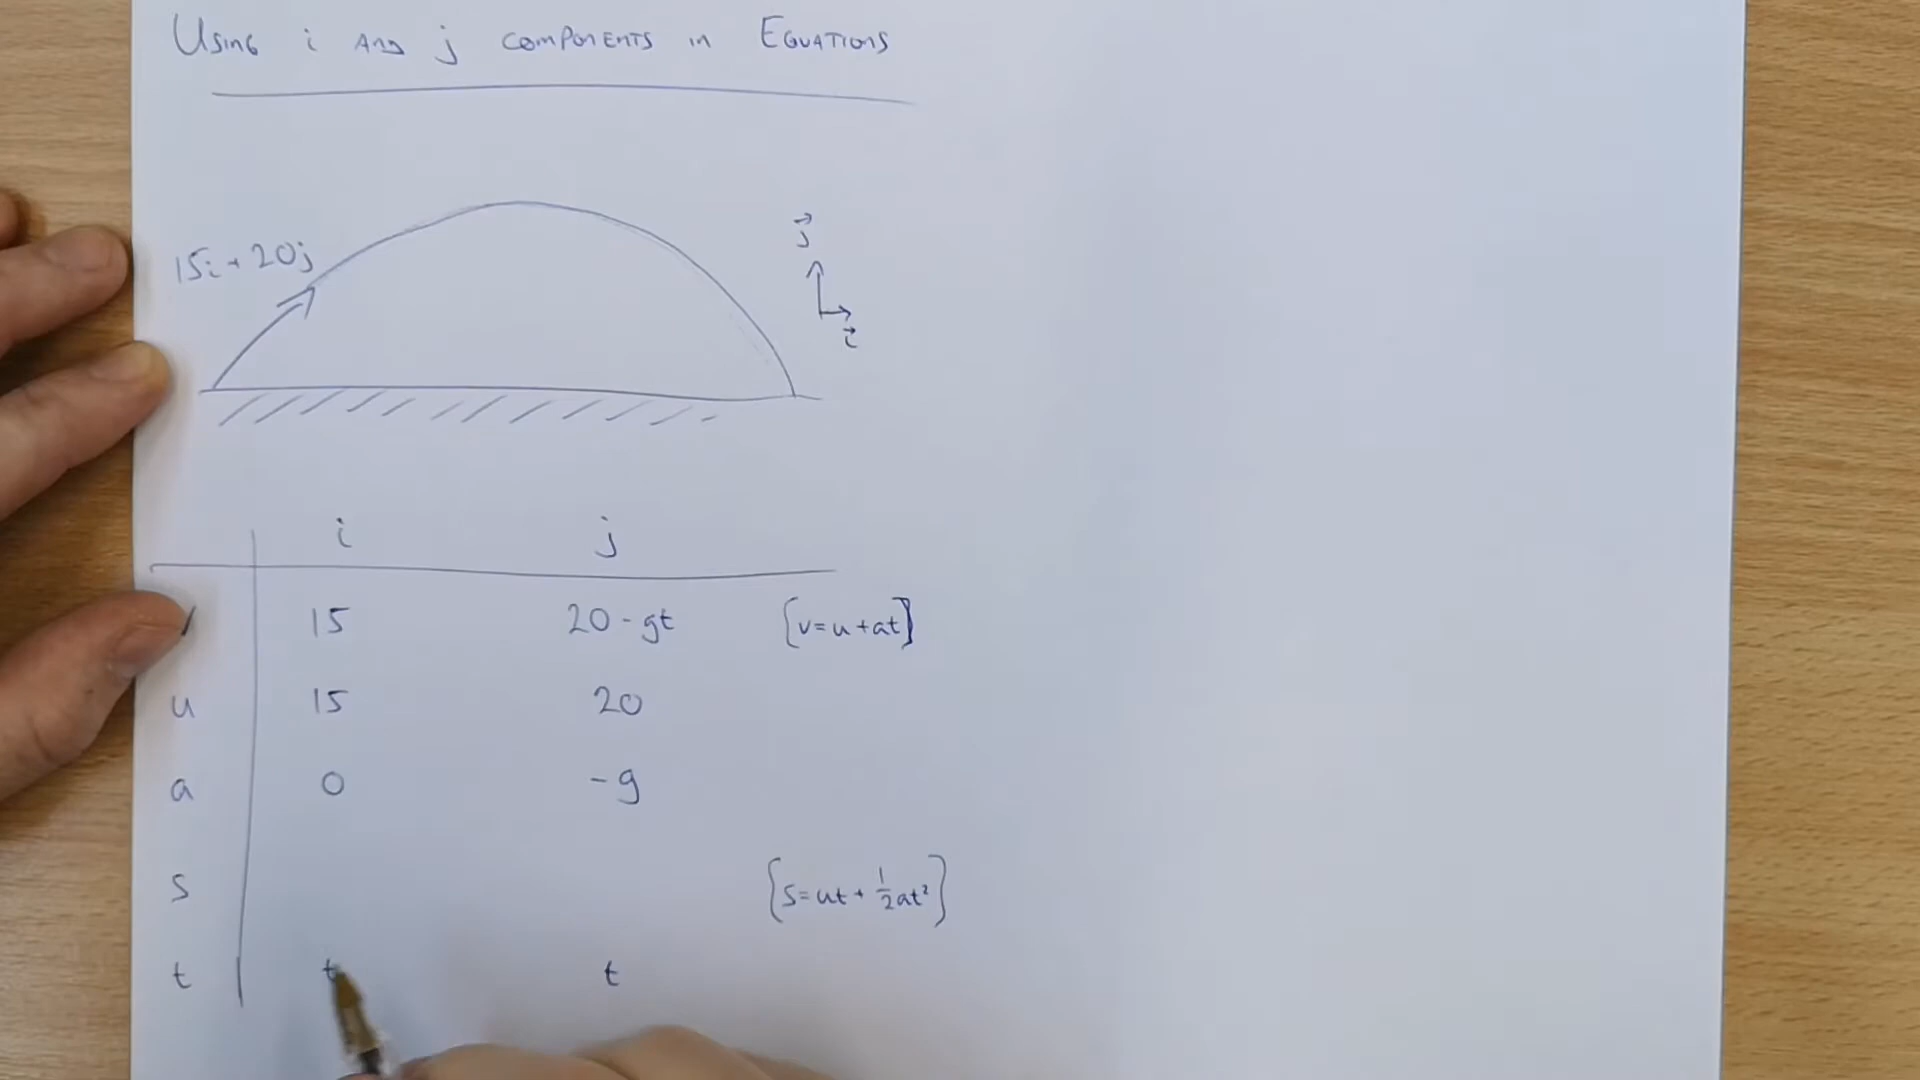 Using i and j components in Equations
15i + 20j
j
i
i j
v 15 20 - gt [v=u+at]
u 15 20
a 0 -g
s [s=ut+½at²]
t t t